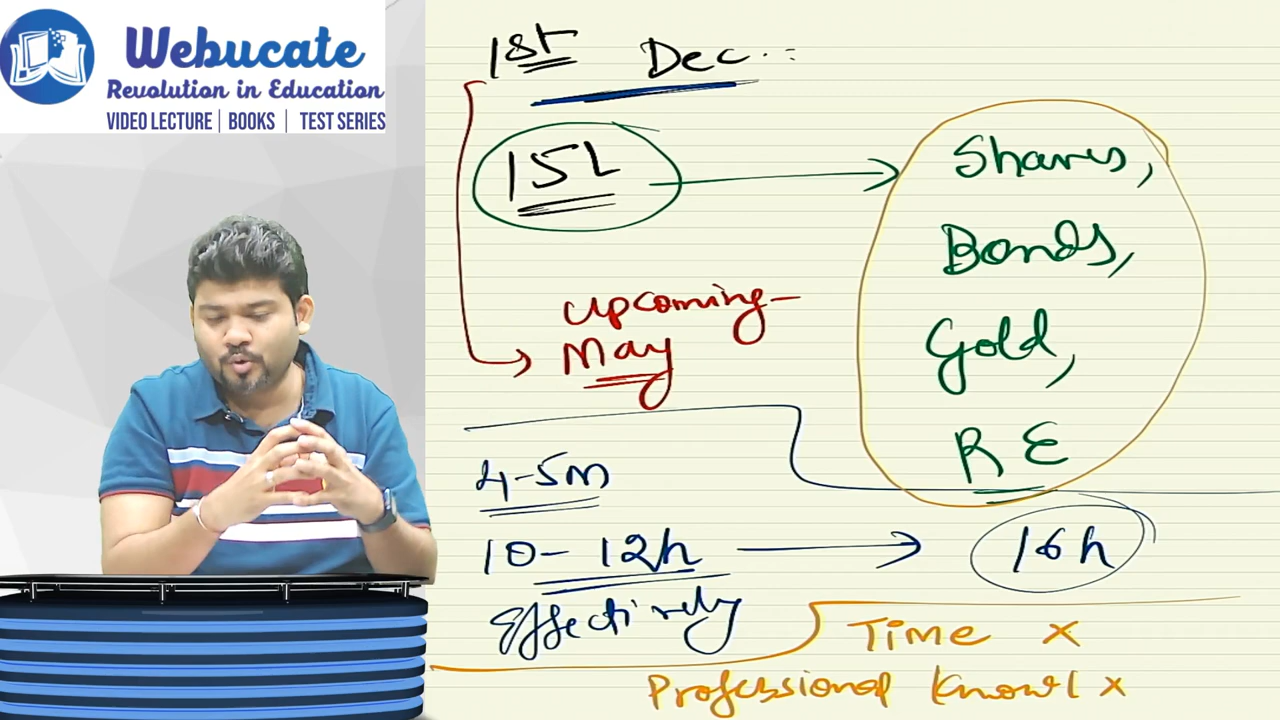 Webucate
Revolution in Education
VIDEO LECTURE | BOOKS | TEST SERIES
1st Dec
15L
Shares,
Bonds,
Gold,
RE
Upcoming
May
4-5m
10-12h
16h
Effectively
Time x
Professional Knowl x